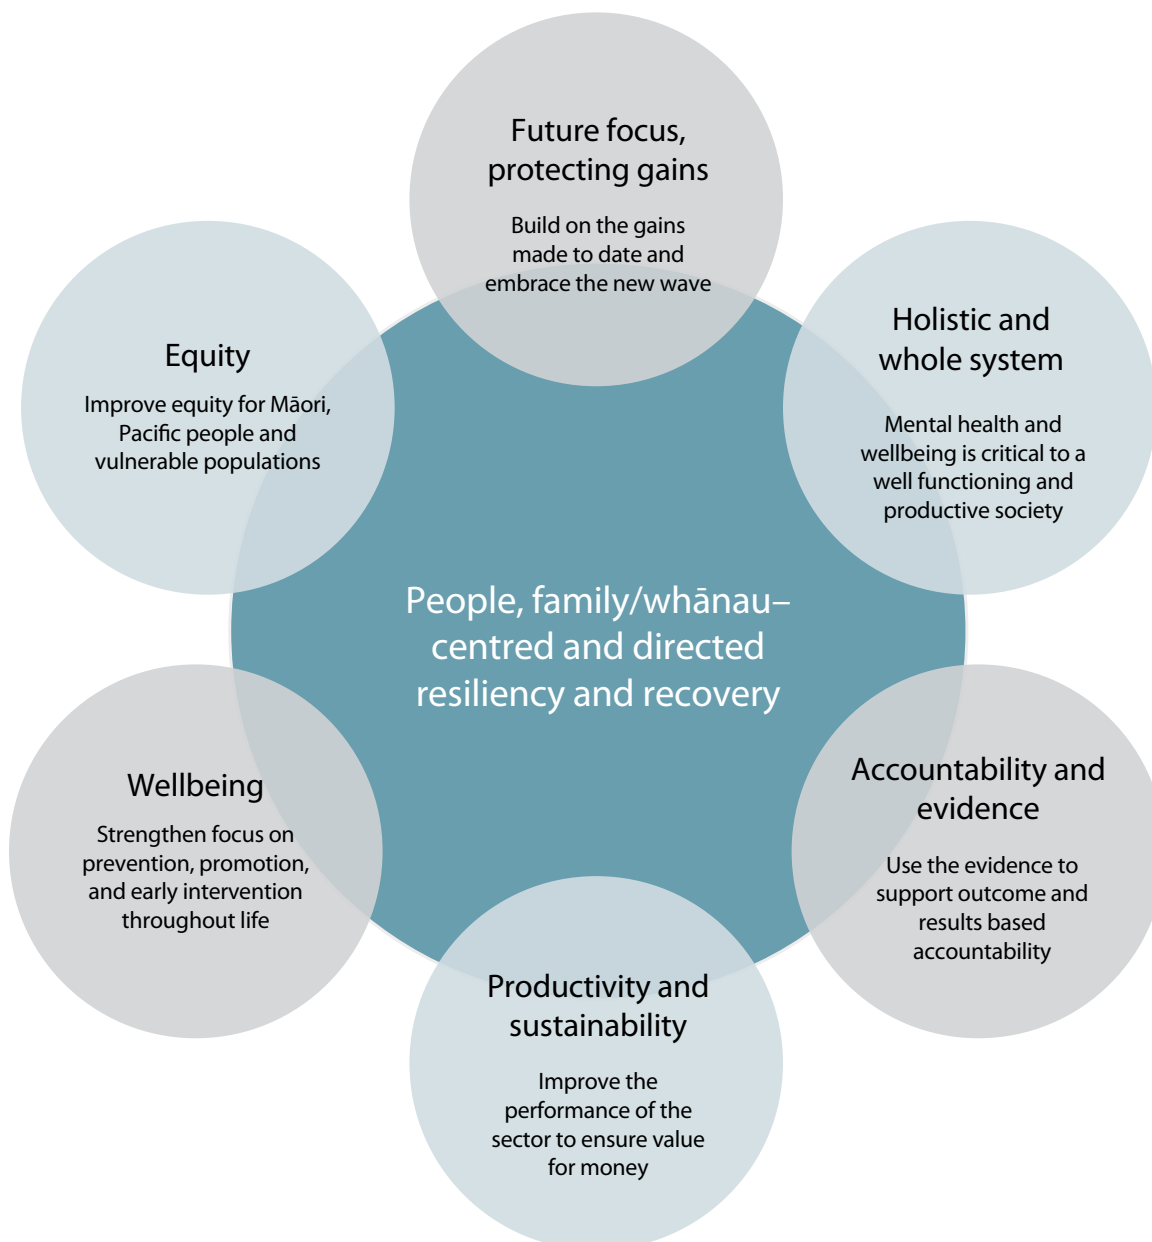 Future focus,
protecting gains
Build on the gains
made to date and
embrace the new wave
Holistic and
whole system
Mental health and
wellbeing is critical to a
well functioning and
productive society
Equity
Improve equity for Māori,
Pacific people and
vulnerable populations
People, family/whānau–
centred and directed
resiliency and recovery
Accountability and
evidence
Use the evidence to
support outcome and
results based
accountability
Wellbeing
Strengthen focus on
prevention, promotion,
and early intervention
throughout life
Productivity and
sustainability
Improve the
performance of the
sector to ensure value
for money